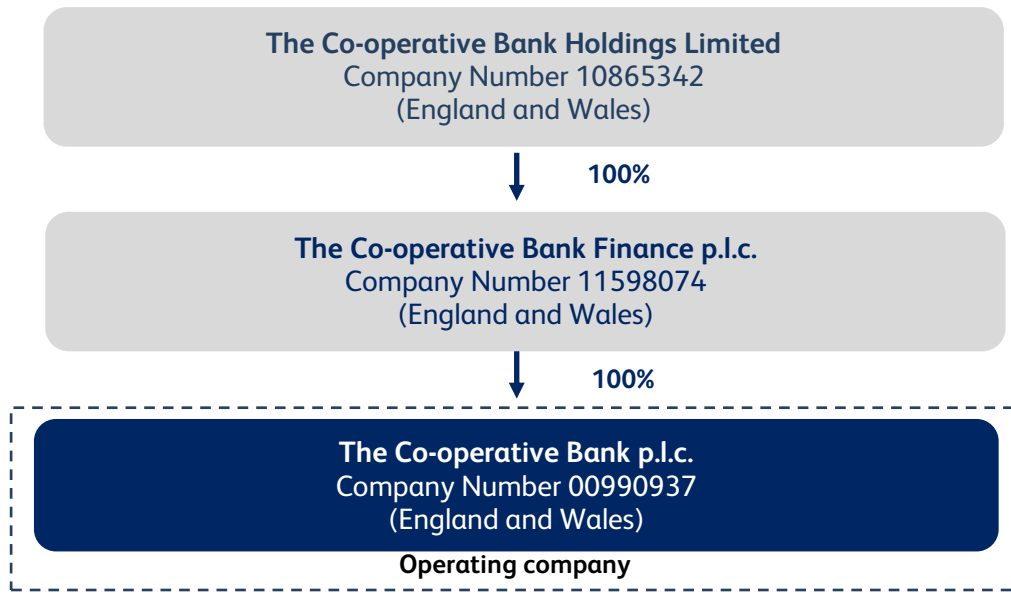 The Co-operative Bank Holdings Limited
Company Number 10865342
(England and Wales)
100%
The Co-operative Bank Finance p.l.c.
Company Number 11598074
(England and Wales)
100%
The Co-operative Bank p.l.c.
Company Number 00990937
(England and Wales)
Operating company